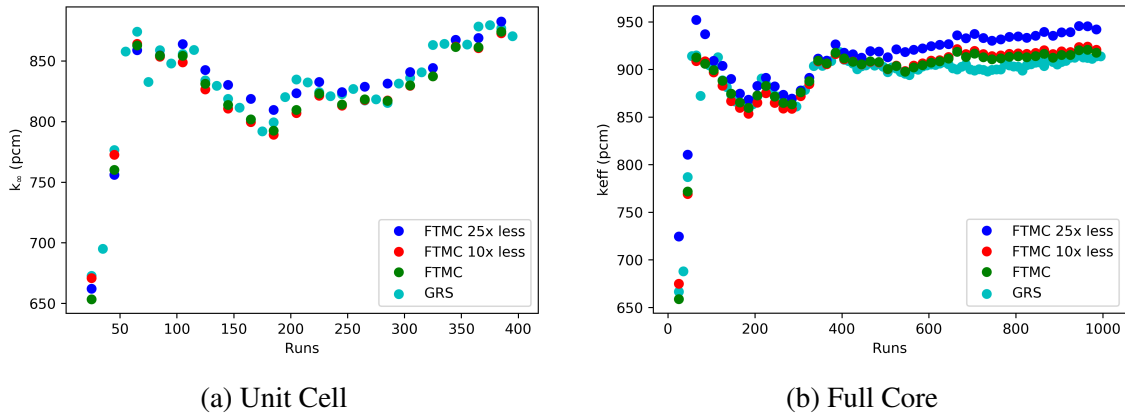 850
800
750
700
650
k∞ (pcm)
50 100 150 200 250 300 350 400
Runs
FTMC 25x less
FTMC 10x less
FTMC
GRS
(a) Unit Cell
950
900
850
800
750
700
650
keff (pcm)
0 200 400 600 800 1000
Runs
FTMC 25x less
FTMC 10x less
FTMC
GRS
(b) Full Core